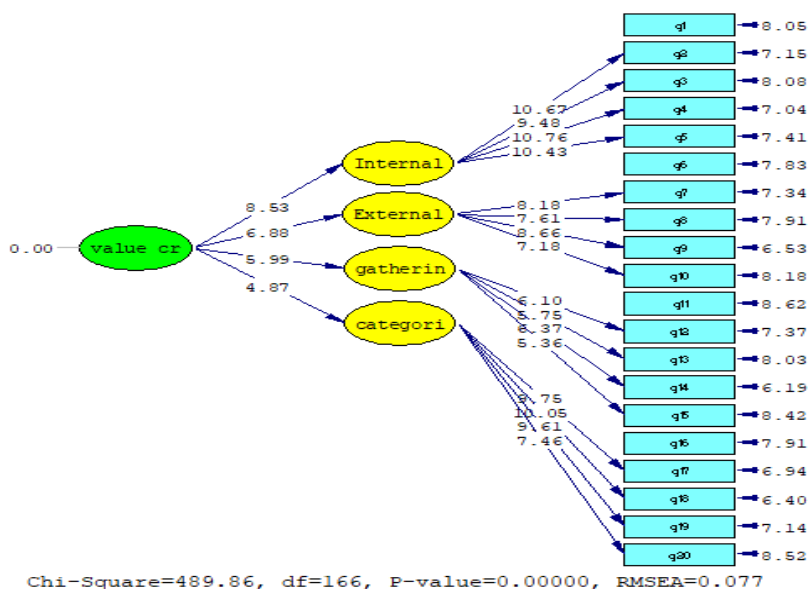 0.00
value cr
8.53
6.88
5.99
4.87
Internal
External
gatherin
categori
10.67
9.48
10.76
10.43
8.18
7.61
8.66
7.18
6.10
5.75
6.37
5.36
9.75
10.05
9.61
7.46
q1 8.05
q2 7.15
q3 8.08
q4 7.04
q5 7.41
q6 7.83
q7 7.34
q8 7.91
q9 6.53
q10 8.18
q11 8.62
q12 7.37
q13 8.03
q14 6.19
q15 8.42
q16 7.91
q17 6.94
q18 6.40
q19 7.14
q20 8.52
Chi-Square=489.86, df=166, P-value=0.00000, RMSEA=0.077